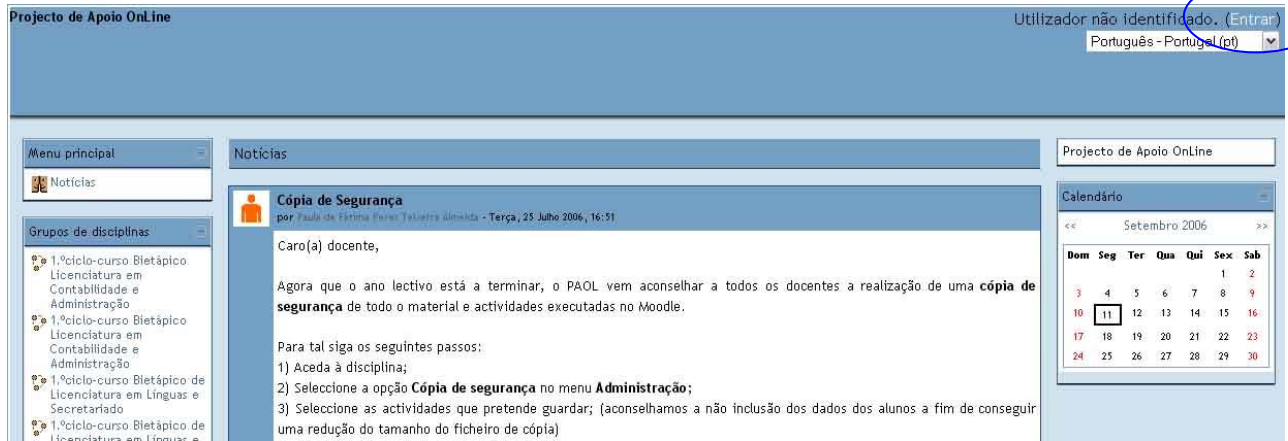 Projecto de Apoio OnLine
Utilizador não identificado. (Entrar)
Português - Portugal (pt)
Menu principal
Notícias
Grupos de disciplinas
1.ºciclo-curso Bietápico
Licenciatura em
Contabilidade e
Administração
1.ºciclo-curso Bietápico
Licenciatura em
Contabilidade e
Administração
1.ºciclo-curso Bietápico de
Licenciatura em Línguas e
Secretariado
1.ºciclo-curso Bietápico de
Licenciatura em Línguas e
Notícias
Cópia de Segurança
por Paula de Fátima Peres Teixeira Almeida - Terça, 25 Julho 2006, 16:51
Caro(a) docente,
Agora que o ano lectivo está a terminar, o PAOL vem aconselhar a todos os docentes a realização de uma cópia de
segurança de todo o material e actividades executadas no Moodle.
Para tal siga os seguintes passos:
1) Aceda à disciplina;
2) Seleccione a opção Cópia de segurança no menu Administração;
3) Seleccione as actividades que pretende guardar; (aconselhamos a não inclusão dos dados dos alunos a fim de conseguir
uma redução do tamanho do ficheiro de cópia)
Projecto de Apoio OnLine
Calendário
<< Setembro 2006 >>
Dom Seg Ter Qua Qui Sex Sab
1 2
3 4 5 6 7 8 9
10 11 12 13 14 15 16
17 18 19 20 21 22 23
24 25 26 27 28 29 30